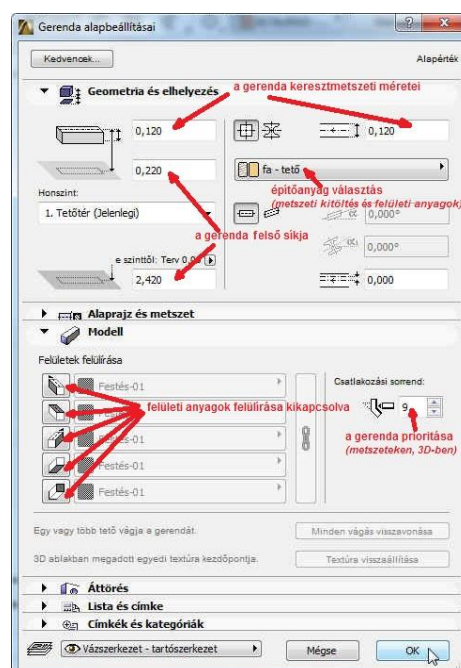 Gerenda alapbeállításai
Kedvencek...
Alapérték
Geometria és elhelyezés
a gerenda keresztmetszeti méretei
0,120
0,120
0,220
fa - tető
építőanyag választás
(metszeti kitöltés és felületi anyagok)
Honszint:
1. Tetőtér (Jelenlegi)
α
0,000°
a gerenda felső síkja
0,000°
e szinttől: Terv 0,00
2,420
0,000
Alaprajz és metszet
Modell
Felületek felülírása
Csatlakozási sorrend:
Festés-01
felületi anyagok felülírása kikapcsolva
9
Festés-01
Festés-01
a gerenda prioritása
(metszeteken, 3D-ben)
Festés-01
Festés-01
Egy vagy több tető vágja a gerendát.
Minden vágás visszavonása
3D ablakban megadott egyedi textúra kezdőpontja.
Textúra visszaállítása
Áttörés
Lista és címke
Címkék és kategóriák
Vázszerkezet - tartószerkezet
Mégse
OK